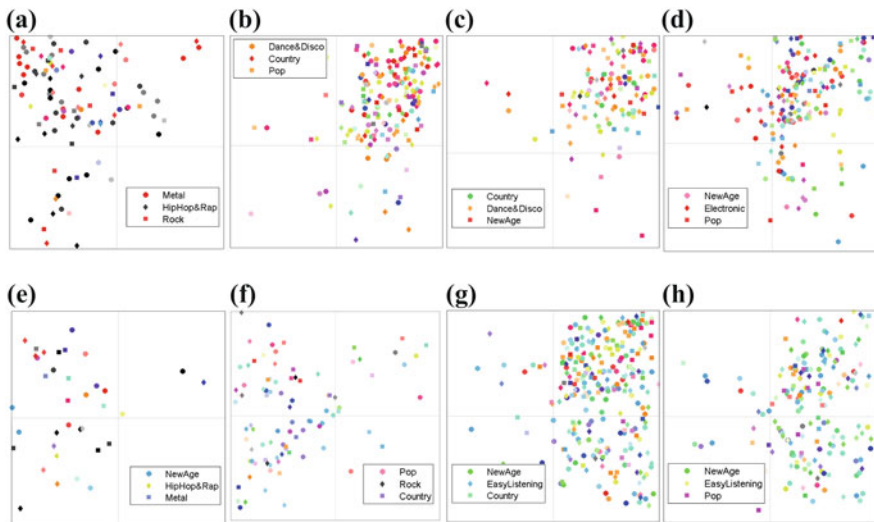 (a)
(b)
(c)
(d)
Metal
HipHop&Rap
Rock
Dance&Disco
Country
Pop
Country
Dance&Disco
NewAge
NewAge
Electronic
Pop
(e)
(f)
(g)
(h)
NewAge
HipHop&Rap
Metal
Pop
Rock
Country
NewAge
EasyListening
Country
NewAge
EasyListening
Pop